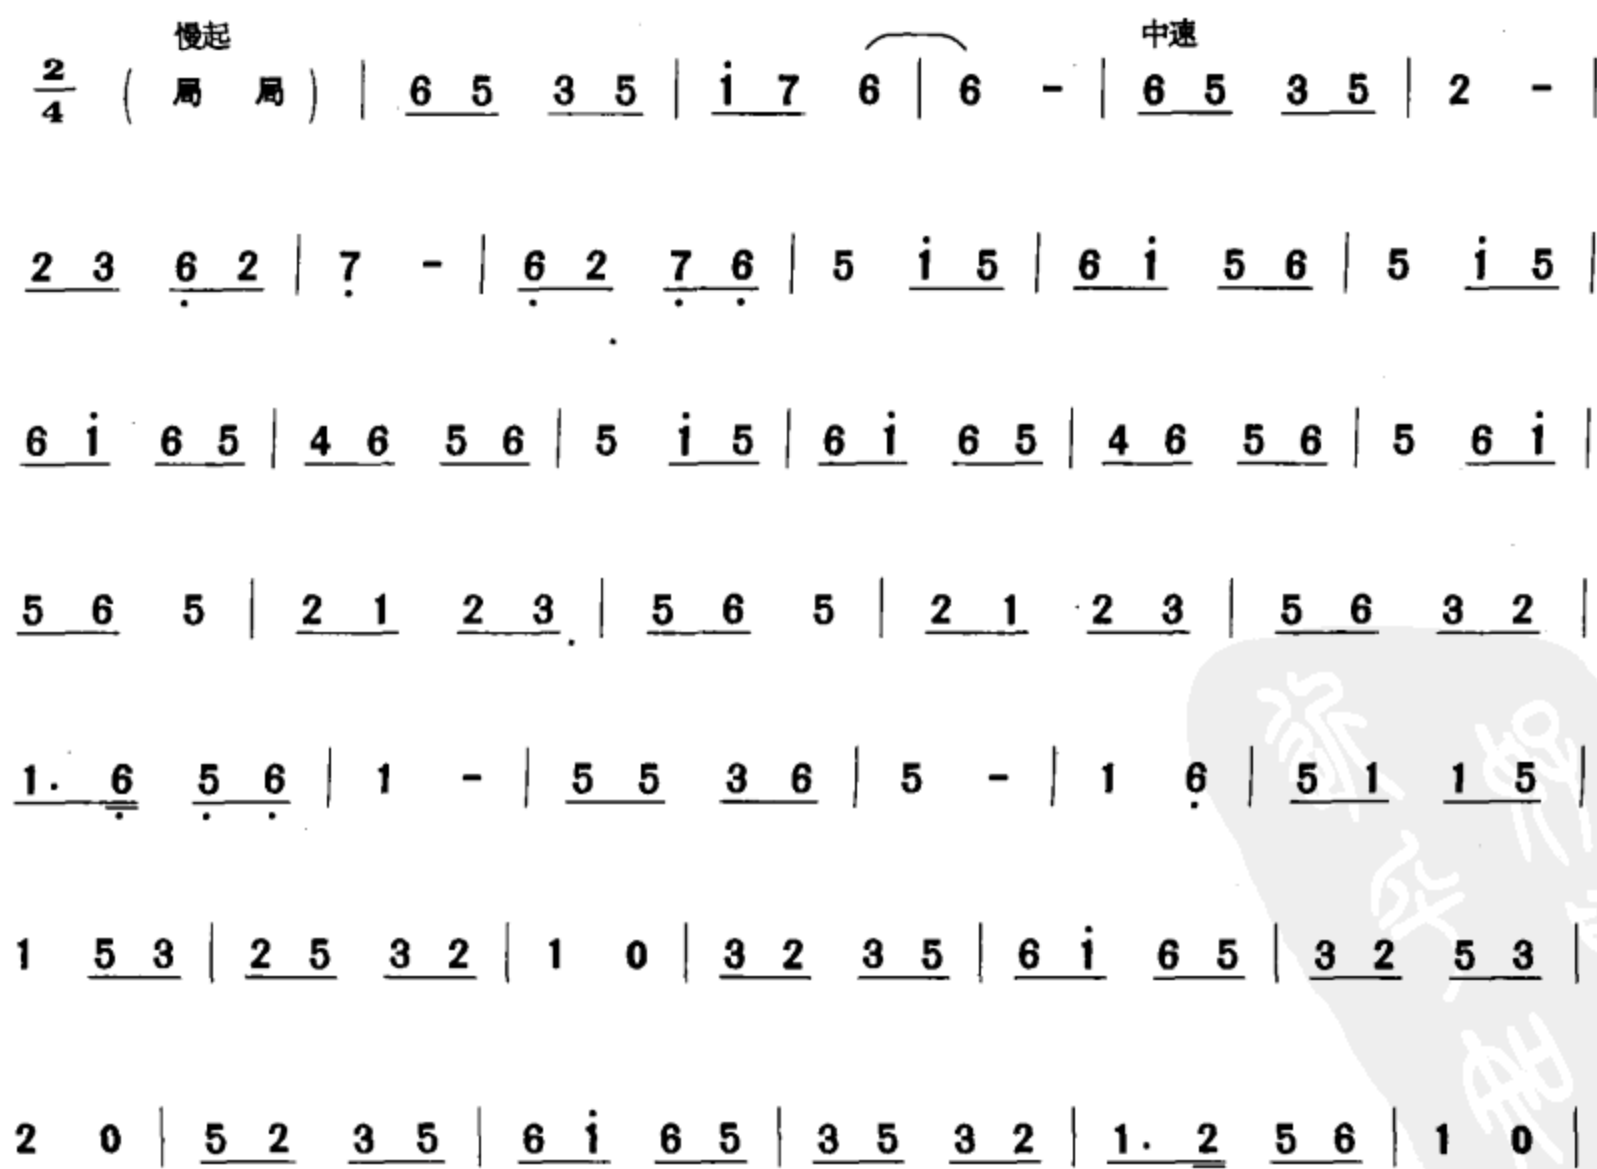 慢起 中速
2/4 ( 局 局 ) | 6 5 3 5 | i 7 6 | 6 - | 6 5 3 5 | 2 - |
2 3 6̣ 2 | 7̣ - | 6̣ 2 7̣ 6̣ | 5 i 5 | 6 i 5 6 | 5 i 5 |
6 i 6 5 | 4 6 5 6 | 5 i 5 | 6 i 6 5 | 4 6 5 6 | 5 6 i |
5 6 5 | 2 1 2 3 | 5 6 5 | 2 1 2 3 | 5 6 3 2 |
1. 6̣ 5̣ 6̣ | 1 - | 5 5 3 6 | 5 - | 1 6̣ | 5 1 1 5 |
1 5 3 | 2 5 3 2 | 1 0 | 3 2 3 5 | 6 i 6 5 | 3 2 5 3 |
2 0 | 5 2 3 5 | 6 i 6 5 | 3 5 3 2 | 1. 2 5 6 | 1 0 |